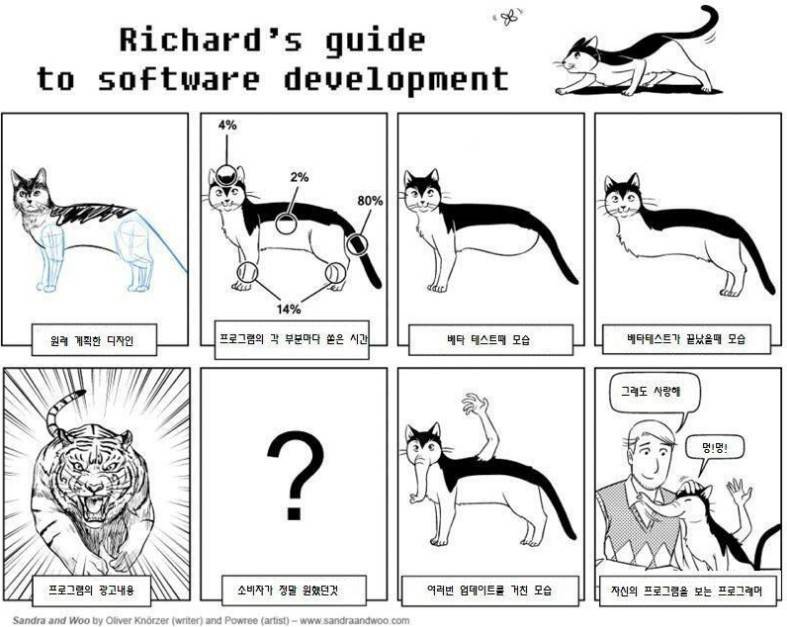 Richard's guide
to software development
4%
2%
80%
14%
원래 계획한 디자인
프로그램의 각 부분마다 쏟은 시간
베타 테스트때 모습
베타테스트가 끝났을때 모습
프로그램의 광고내용
?
소비자가 정말 원했던것
여러번 업데이트를 거친 모습
그래도 사랑해
멍!멍!
자신의 프로그램을 보는 프로그래머
Sandra and Woo by Oliver Knörzer (writer) and Powree (artist) – www.sandraandwoo.com